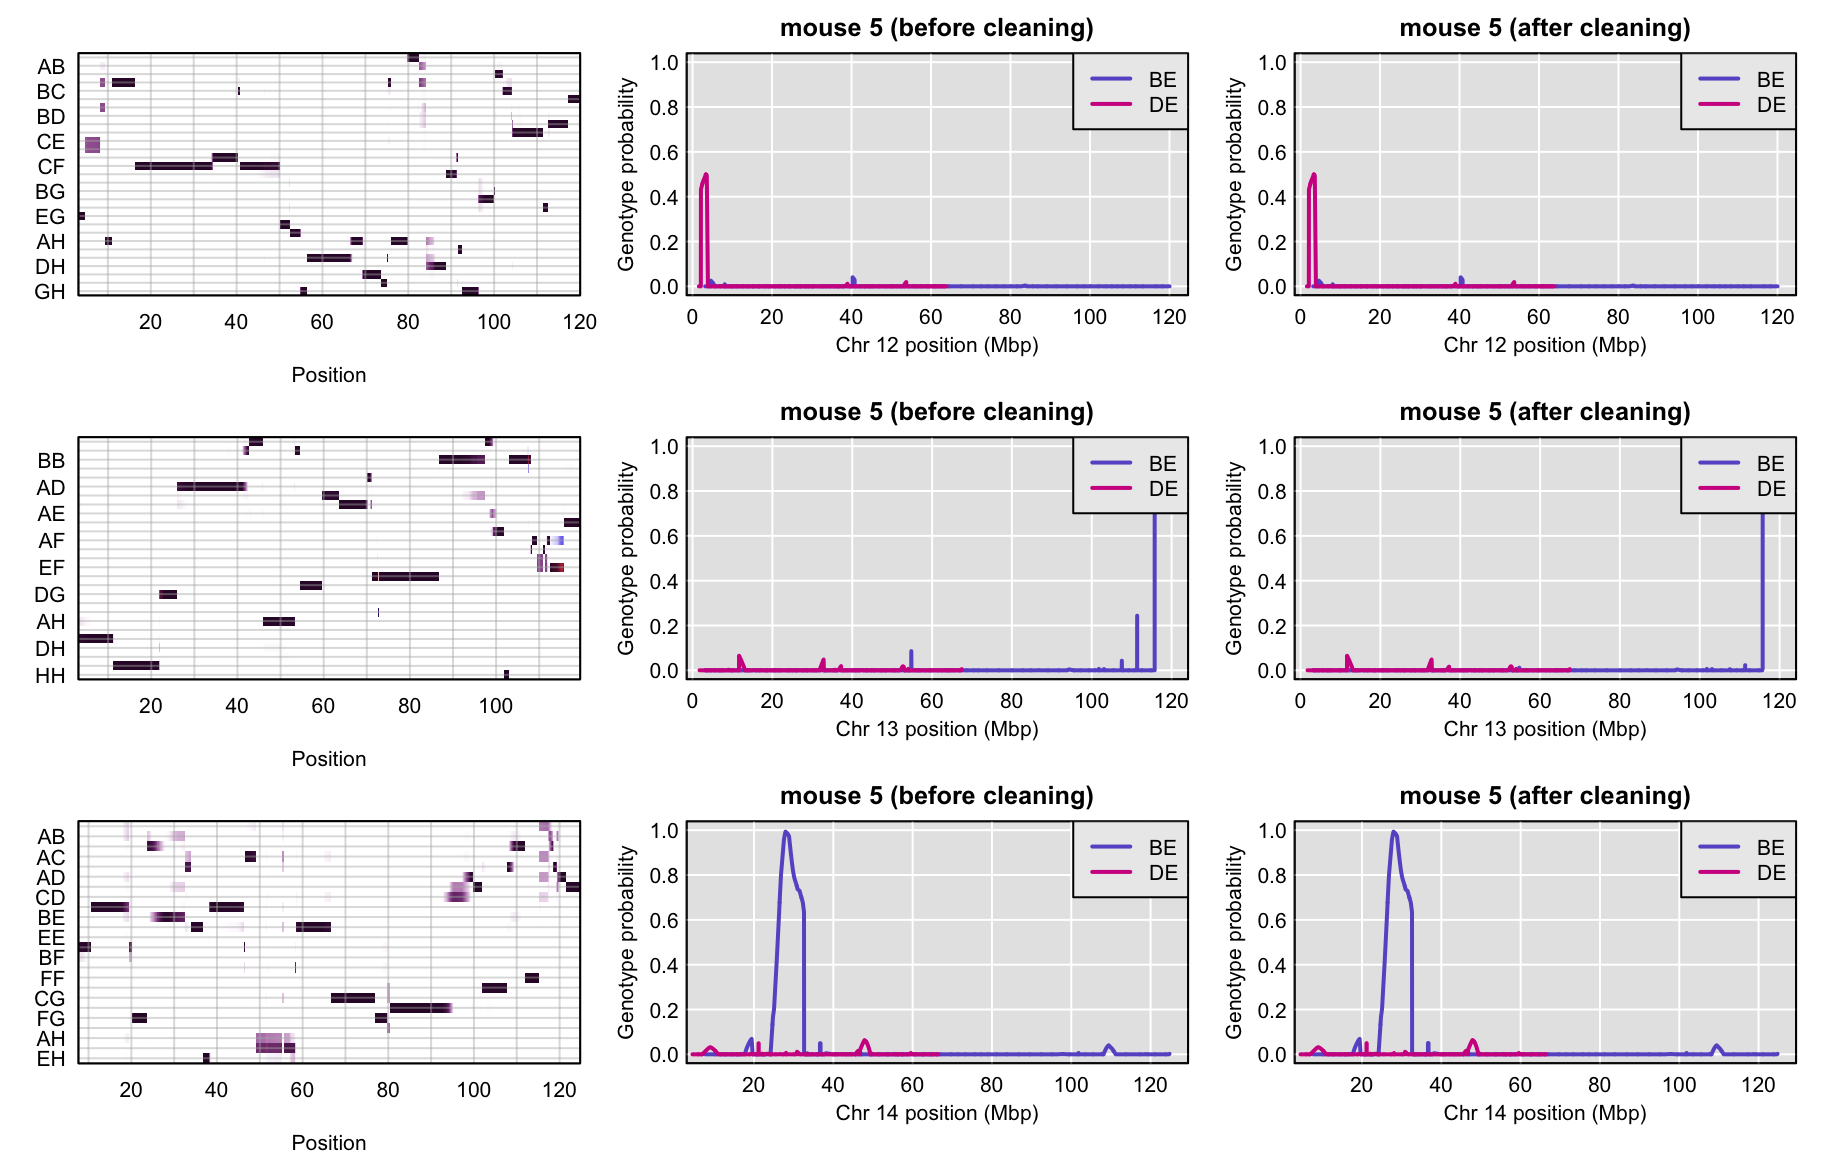 mouse 5 (before cleaning)
mouse 5 (after cleaning)
AB
BC
BD
CE
CF
BG
EG
AH
DH
GH
20 40 60 80 100 120
Position
Genotype probability
1.0
0.8
0.6
0.4
0.2
0.0
BE
DE
0 20 40 60 80 100 120
Chr 12 position (Mbp)
Genotype probability
1.0
0.8
0.6
0.4
0.2
0.0
BE
DE
0 20 40 60 80 100 120
Chr 12 position (Mbp)
mouse 5 (before cleaning)
mouse 5 (after cleaning)
BB
AD
AE
AF
EF
DG
AH
DH
HH
20 40 60 80 100
Position
Genotype probability
1.0
0.8
0.6
0.4
0.2
0.0
BE
DE
0 20 40 60 80 100 120
Chr 13 position (Mbp)
Genotype probability
1.0
0.8
0.6
0.4
0.2
0.0
BE
DE
0 20 40 60 80 100 120
Chr 13 position (Mbp)
mouse 5 (before cleaning)
mouse 5 (after cleaning)
AB
AC
AD
CD
BE
EE
BF
FF
CG
FG
AH
EH
20 40 60 80 100 120
Position
Genotype probability
1.0
0.8
0.6
0.4
0.2
0.0
BE
DE
20 40 60 80 100 120
Chr 14 position (Mbp)
Genotype probability
1.0
0.8
0.6
0.4
0.2
0.0
BE
DE
20 40 60 80 100 120
Chr 14 position (Mbp)